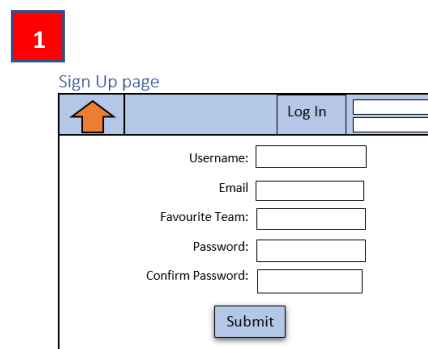 1
Sign Up page
Log In
Username:
Email
Favourite Team:
Password:
Confirm Password:
Submit